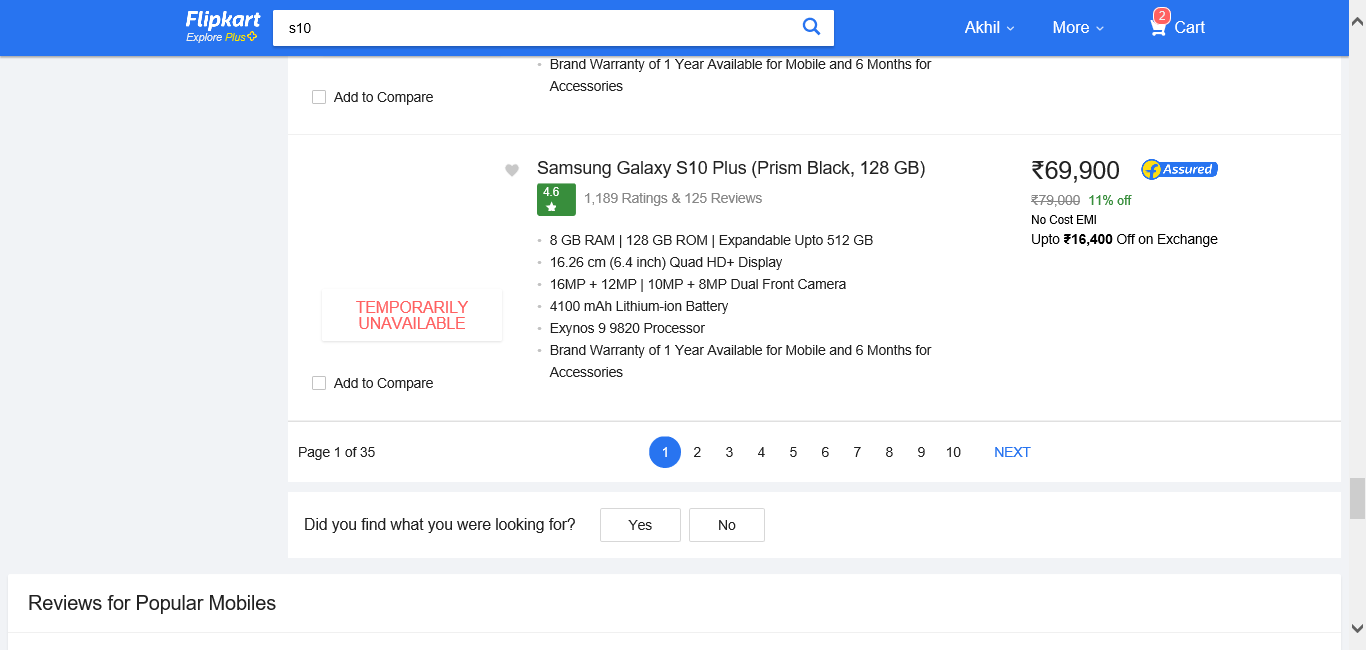 Flipkart
Explore Plus
s10
Akhil
More
2
Cart
Brand Warranty of 1 Year Available for Mobile and 6 Months for
Accessories
Add to Compare
Samsung Galaxy S10 Plus (Prism Black, 128 GB)
4.6
1,189 Ratings & 125 Reviews
8 GB RAM | 128 GB ROM | Expandable Upto 512 GB
16.26 cm (6.4 inch) Quad HD+ Display
16MP + 12MP | 10MP + 8MP Dual Front Camera
4100 mAh Lithium-ion Battery
Exynos 9 9820 Processor
Brand Warranty of 1 Year Available for Mobile and 6 Months for
Accessories
₹69,900
f Assured
₹79,000 11% off
No Cost EMI
Upto ₹16,400 Off on Exchange
TEMPORARILY
UNAVAILABLE
Add to Compare
Page 1 of 35
1 2 3 4 5 6 7 8 9 10 NEXT
Did you find what you were looking for?
Yes
No
Reviews for Popular Mobiles